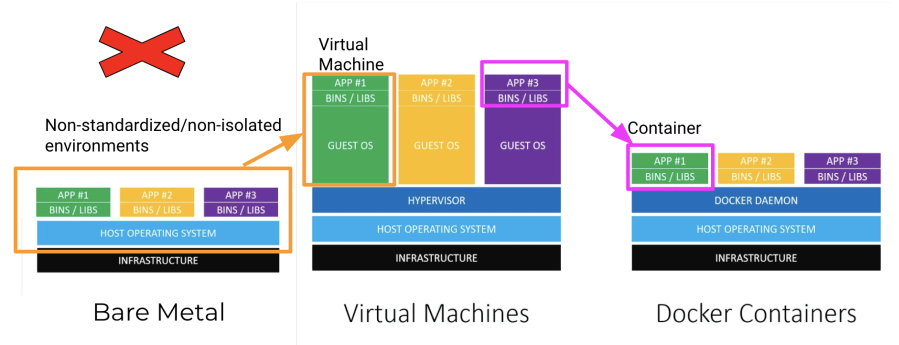 Non-standardized/non-isolated
environments
APP #1
BINS / LIBS
APP #2
BINS / LIBS
APP #3
BINS / LIBS
HOST OPERATING SYSTEM
INFRASTRUCTURE
Bare Metal
Virtual
Machine
APP #1
BINS / LIBS
GUEST OS
APP #2
BINS / LIBS
GUEST OS
APP #3
BINS / LIBS
GUEST OS
HYPERVISOR
HOST OPERATING SYSTEM
INFRASTRUCTURE
Virtual Machines
Container
APP #1
BINS / LIBS
APP #2
BINS / LIBS
APP #3
BINS / LIBS
DOCKER DAEMON
HOST OPERATING SYSTEM
INFRASTRUCTURE
Docker Containers